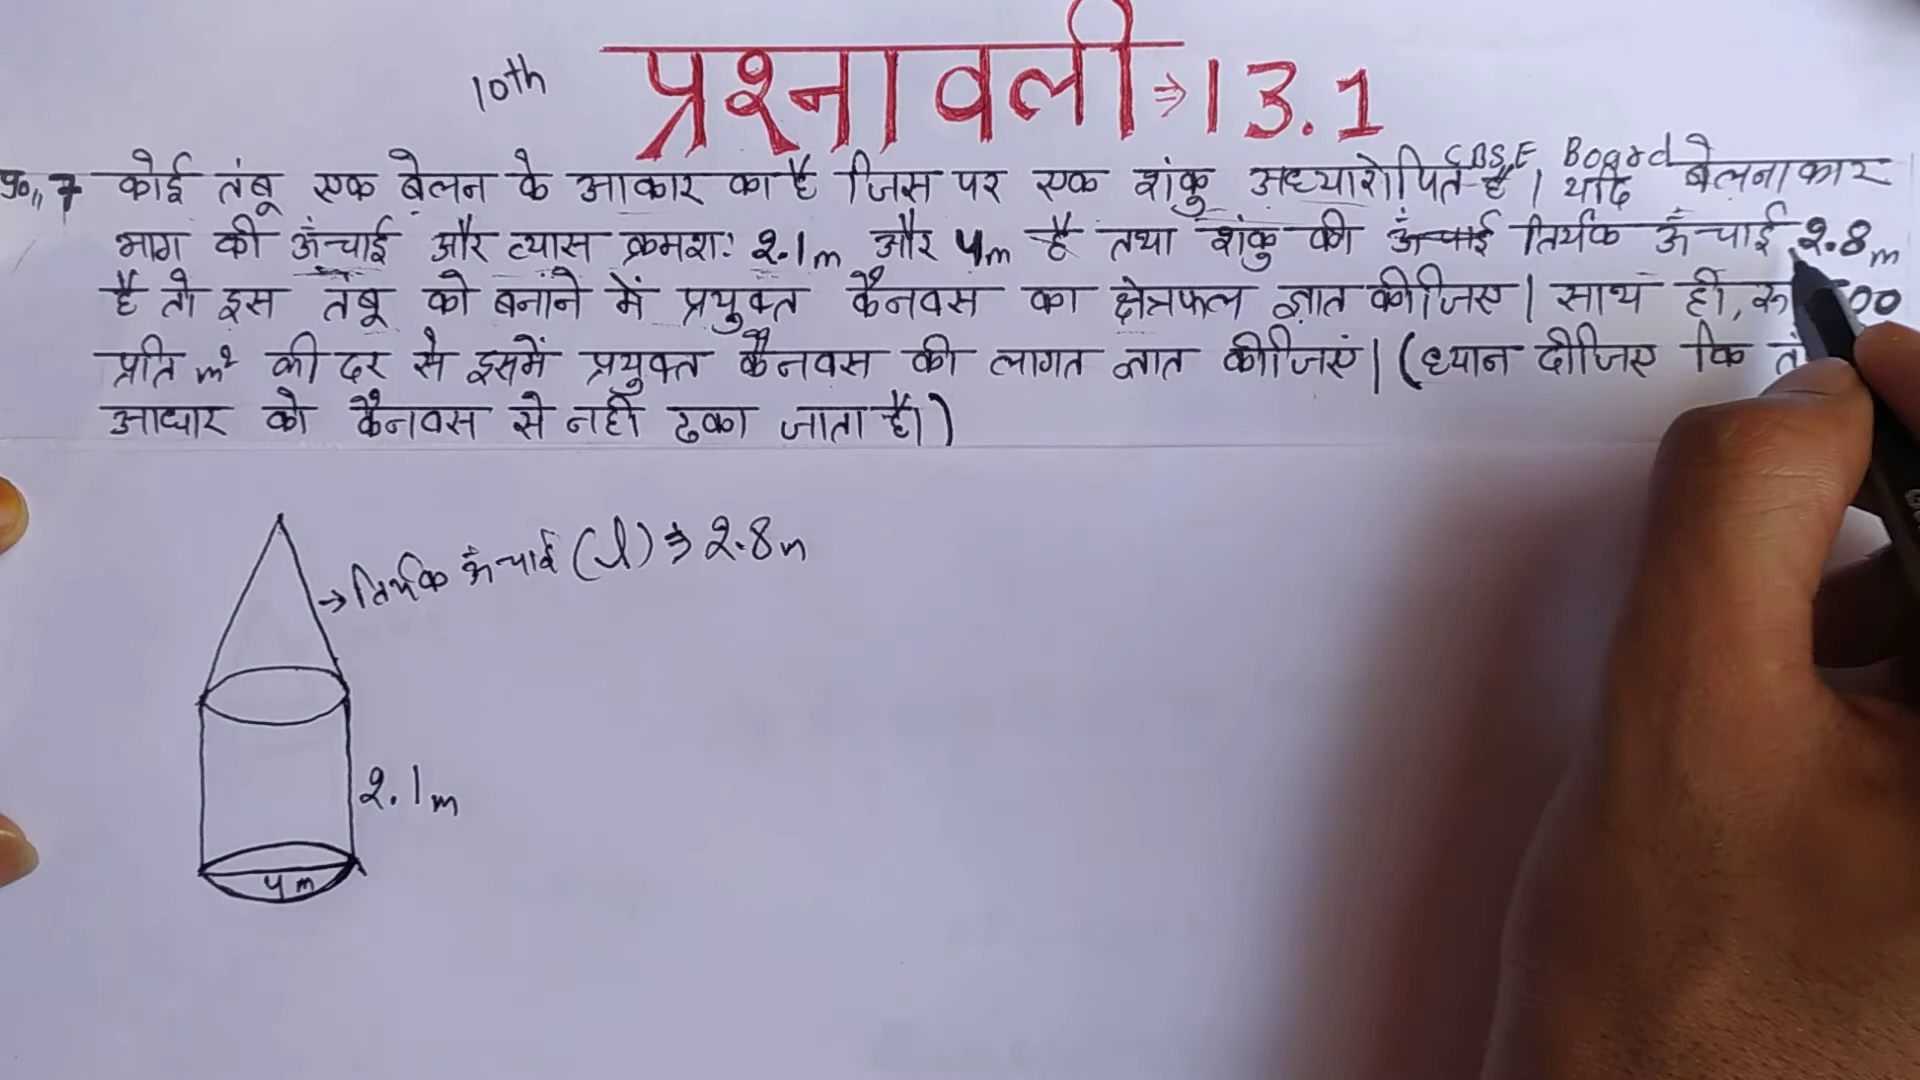 10th प्रश्नावली ⇒ 13.1
CBSE Board
प्र॰,, 7 कोई तंबू एक बेलन के आकार का है जिस पर एक शंकु अध्यारोपित है। यदि बेलनाकार
भाग की ऊँचाई और व्यास क्रमशः 2.1m और 4m है तथा शंकु की तिर्यक ऊँचाई 2.8m
है तो इस तंबू को बनाने में प्रयुक्त कैनवस का क्षेत्रफल ज्ञात कीजिए। साथ ही, रु 00
प्रति m² की दर से इसमें प्रयुक्त कैनवस की लागत ज्ञात कीजिएं। (ध्यान दीजिए कि
आधार को कैनवस से नहीं ढका जाता है।)
→ तिर्यक ऊँचाई (l) ⇒ 2.8m
2.1m
4m